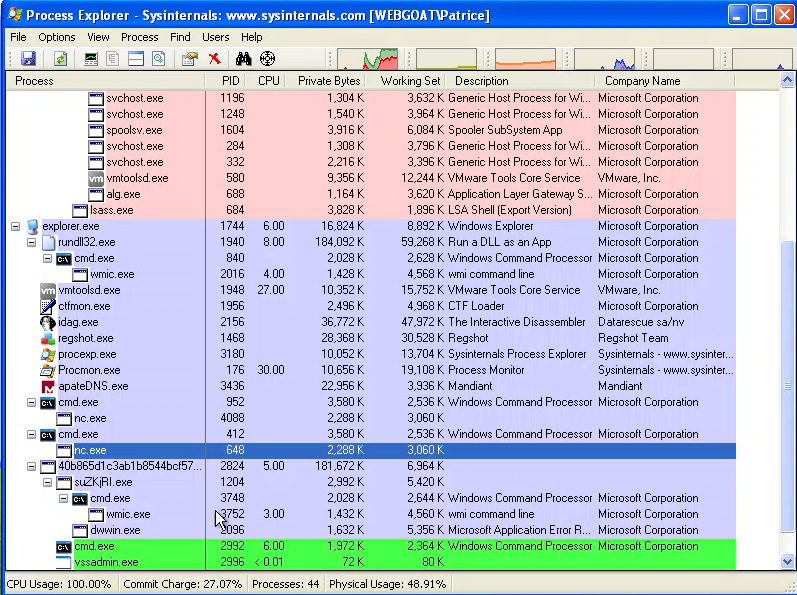 Process Explorer - Sysinternals: www.sysinternals.com [WEBGOAT\Patrice]
File Options View Process Find Users Help
Process PID CPU Private Bytes Working Set Description Company Name
svchost.exe 1196 1,304 K 3,632 K Generic Host Process for Wi... Microsoft Corporation
svchost.exe 1248 1,540 K 3,964 K Generic Host Process for Wi... Microsoft Corporation
spoolsv.exe 1604 3,916 K 6,084 K Spooler SubSystem App Microsoft Corporation
svchost.exe 284 1,308 K 3,796 K Generic Host Process for Wi... Microsoft Corporation
svchost.exe 332 2,216 K 3,396 K Generic Host Process for Wi... Microsoft Corporation
vmtoolsd.exe 580 9,356 K 12,244 K VMware Tools Core Service VMware, Inc.
alg.exe 688 1,164 K 3,620 K Application Layer Gateway S... Microsoft Corporation
lsass.exe 684 3,828 K 1,896 K LSA Shell (Export Version) Microsoft Corporation
explorer.exe 1744 6.00 16,824 K 8,892 K Windows Explorer Microsoft Corporation
rundll32.exe 1940 8.00 184,092 K 59,268 K Run a DLL as an App Microsoft Corporation
cmd.exe 840 2,028 K 2,628 K Windows Command Processor Microsoft Corporation
wmic.exe 2016 4.00 1,428 K 4,568 K wmi command line Microsoft Corporation
vmtoolsd.exe 1948 27.00 10,352 K 15,752 K VMware Tools Core Service VMware, Inc.
ctfmon.exe 1956 2,496 K 4,968 K CTF Loader Microsoft Corporation
idag.exe 2156 36,772 K 47,972 K The Interactive Disassembler Datarescue sa/nv
regshot.exe 1468 28,368 K 30,528 K Regshot Regshot Team
procexp.exe 3180 10,052 K 13,704 K Sysinternals Process Explorer Sysinternals - www.sysinter...
Procmon.exe 176 30.00 10,656 K 19,108 K Process Monitor Sysinternals - www.sysinter...
apateDNS.exe 3436 22,956 K 3,936 K Mandiant Mandiant
cmd.exe 952 3,580 K 2,536 K Windows Command Processor Microsoft Corporation
nc.exe 4088 2,288 K 3,060 K
cmd.exe 412 3,580 K 2,536 K Windows Command Processor Microsoft Corporation
nc.exe 648 2,288 K 3,060 K
40b865d1c3ab1b8544bcf57... 2824 5.00 181,672 K 6,964 K
suZKjRI.exe 1204 2,992 K 5,420 K
cmd.exe 3748 2,028 K 2,644 K Windows Command Processor Microsoft Corporation
wmic.exe 3752 3.00 1,432 K 4,560 K wmi command line Microsoft Corporation
dwwin.exe 2096 1,632 K 5,356 K Microsoft Application Error R... Microsoft Corporation
cmd.exe 2992 6.00 1,972 K 2,364 K Windows Command Processor Microsoft Corporation
vssadmin.exe 2996 < 0.01 72 K 80 K
CPU Usage: 100.00% Commit Charge: 27.07% Processes: 44 Physical Usage: 48.91%